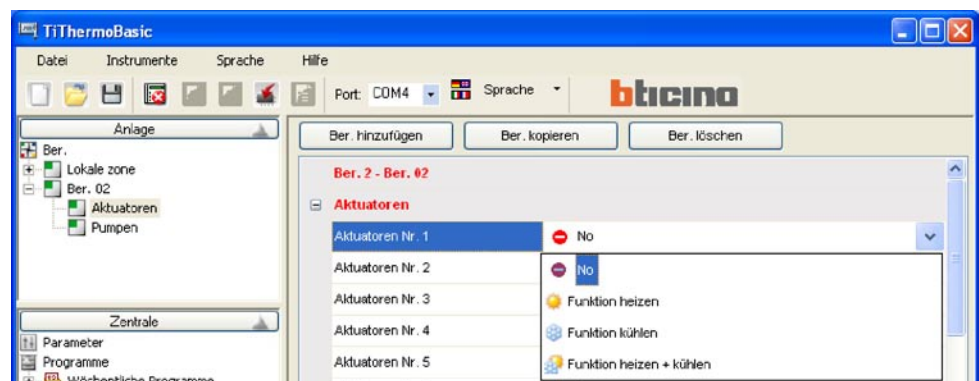 TiThermoBasic
Datei Instrumente Sprache Hilfe
Port: COM4 Sprache bticino
Anlage
Ber.
Lokale zone
Ber. 02
Aktuatoren
Pumpen
Zentrale
Parameter
Programme
Wöchentliche Programme
Ber. hinzufügen Ber. kopieren Ber. löschen
Ber. 2 - Ber. 02
Aktuatoren
Aktuatoren Nr. 1 No
Aktuatoren Nr. 2 No
Aktuatoren Nr. 3 Funktion heizen
Aktuatoren Nr. 4 Funktion kühlen
Aktuatoren Nr. 5 Funktion heizen + kühlen